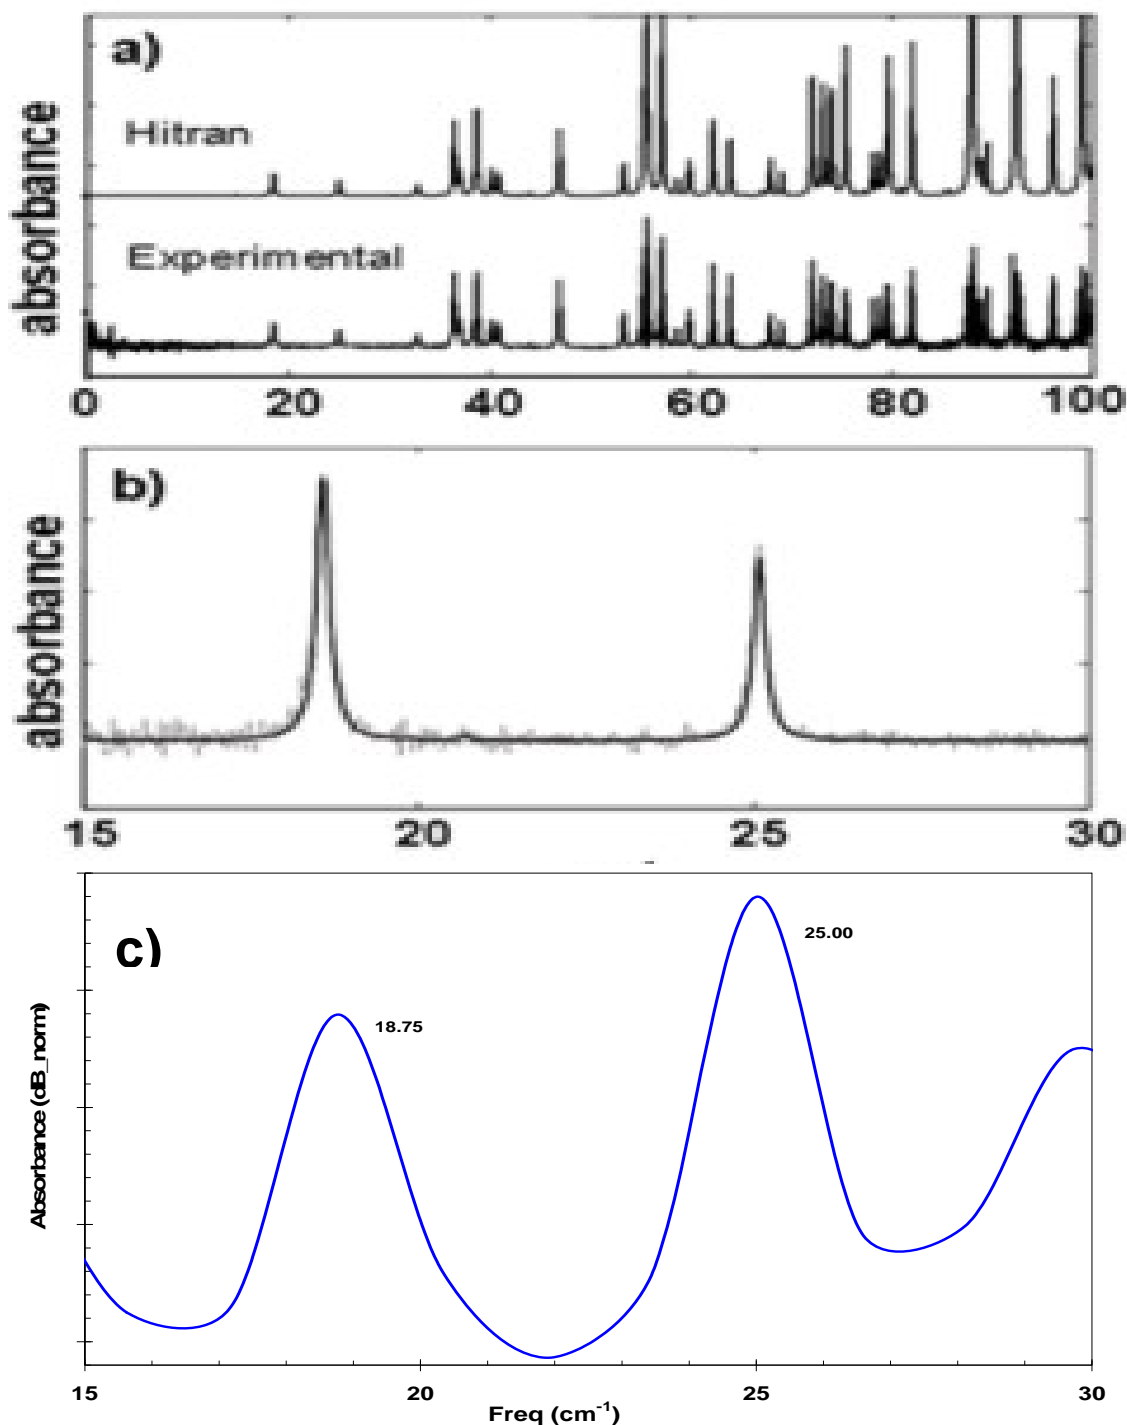 a)
Hitran
Experimental
absorbance
0 20 40 60 80 100
b)
absorbance
15 20 25 30
c)
25.00
18.75
Absorbance (dB_norm)
15 20 25 30
Freq (cm-1)